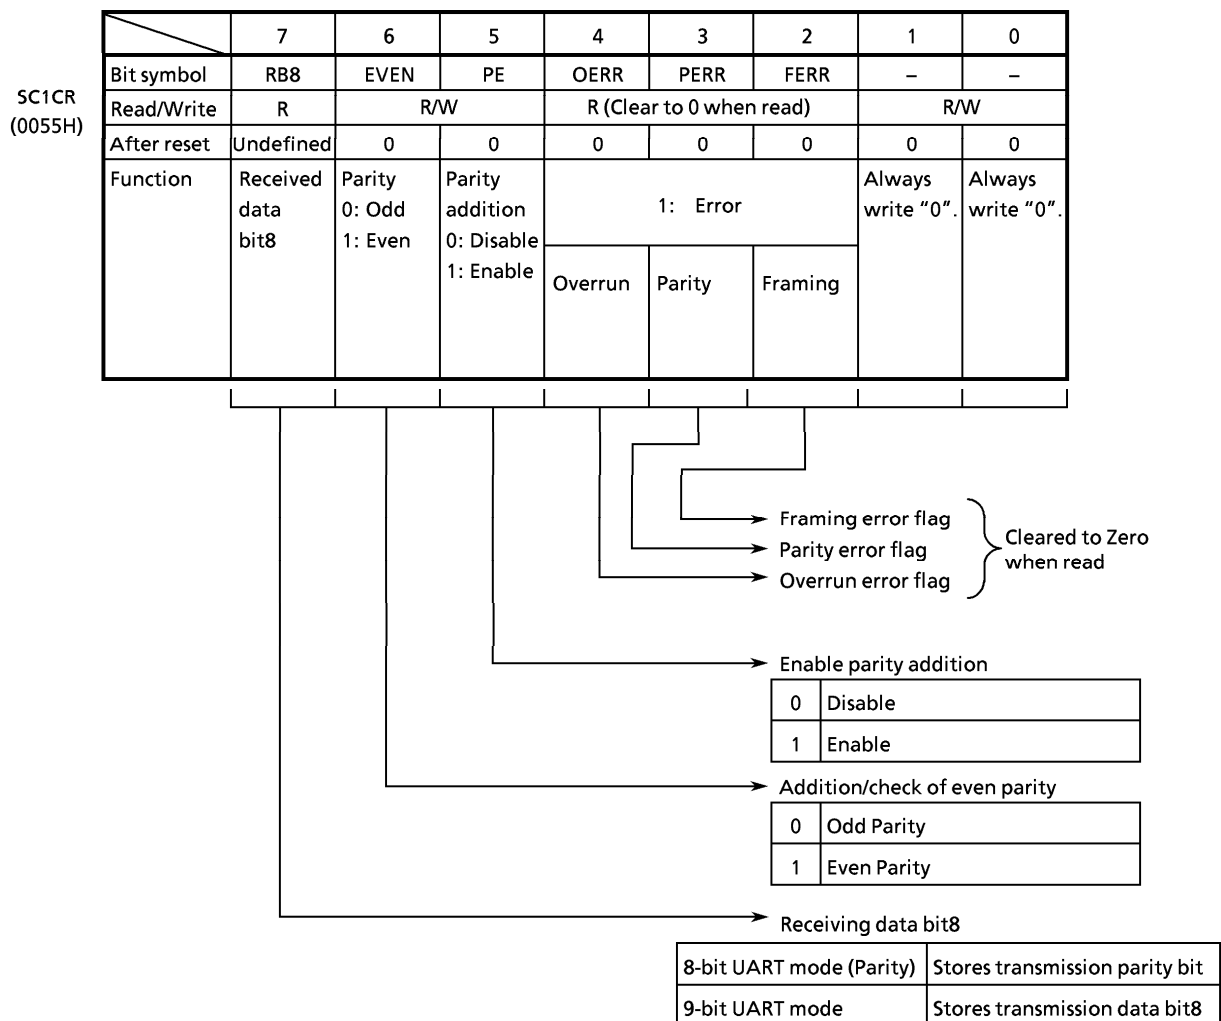 7 6 5 4 3 2 1 0
Bit symbol RB8 EVEN PE OERR PERR FERR – –
SC1CR
(0055H)
Read/Write R R/W R (Clear to 0 when read) R/W
After reset Undefined 0 0 0 0 0 0 0
Function
Received
data
bit8
Parity
0: Odd
1: Even
Parity
addition
0: Disable
1: Enable
1: Error
Overrun
Parity
Framing
Always
write "0".
Always
write "0".
Framing error flag
Parity error flag
Overrun error flag
Cleared to Zero
when read
Enable parity addition
0 Disable
1 Enable
Addition/check of even parity
0 Odd Parity
1 Even Parity
Receiving data bit8
8-bit UART mode (Parity) Stores transmission parity bit
9-bit UART mode Stores transmission data bit8